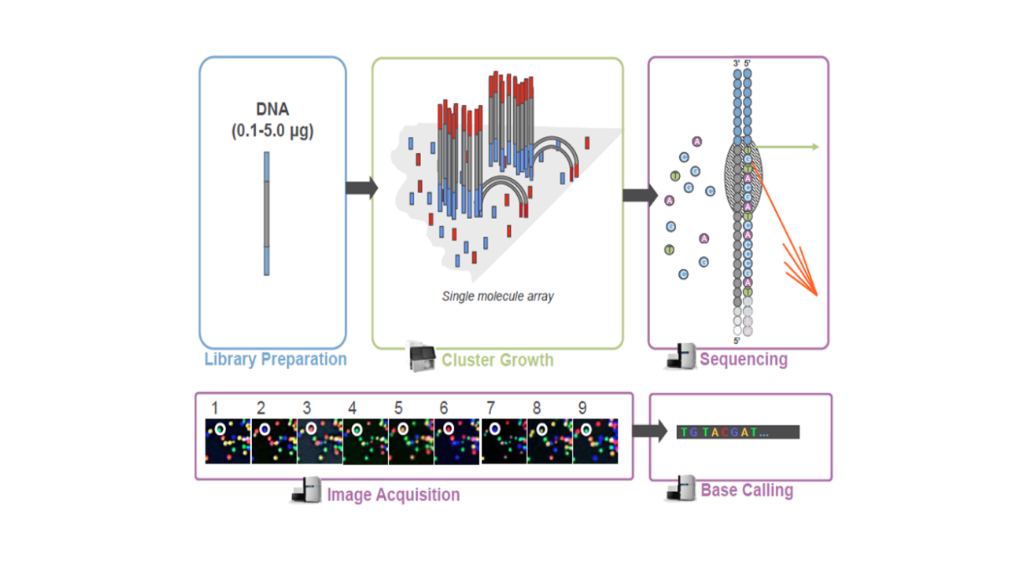 DNA
(0.1-5.0 µg)
Library Preparation
Single molecule array
Cluster Growth
3' 5'
A
C
T
G
C
A
C
A
T
G
G
C
T
G
T
A
C
G
A
T
A
T
5'
Sequencing
1 2 3 4 5 6 7 8 9
Image Acquisition
TGTACGAT...
Base Calling